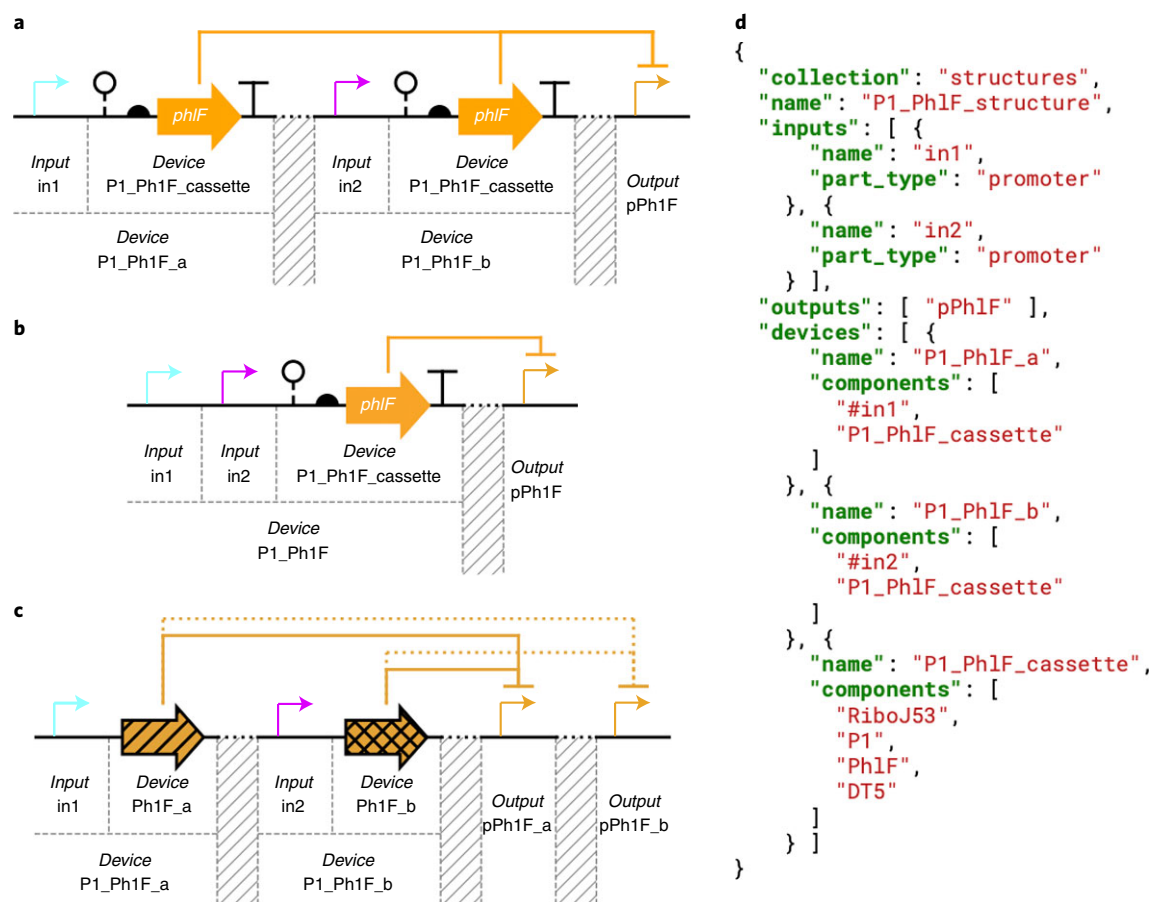 a
phlF
phlF
Input
in1
Device
P1_Ph1F_cassette
Input
in2
Device
P1_Ph1F_cassette
Output
pPh1F
Device
P1_Ph1F_a
Device
P1_Ph1F_b
b
phlF
Input
in1
Input
in2
Device
P1_Ph1F_cassette
Output
pPh1F
Device
P1_Ph1F
c
Input
in1
Device
Ph1F_a
Input
in2
Device
Ph1F_b
Output
pPh1F_a
Output
pPh1F_b
Device
P1_Ph1F_a
Device
P1_Ph1F_b
d
{
"collection": "structures",
"name": "P1_PhlF_structure",
"inputs": [ {
"name": "in1",
"part_type": "promoter"
}, {
"name": "in2",
"part_type": "promoter"
} ],
"outputs": [ "pPhlF" ],
"devices": [ {
"name": "P1_PhlF_a",
"components": [
"#in1",
"P1_PhlF_cassette"
]
}, {
"name": "P1_PhlF_b",
"components": [
"#in2",
"P1_PhlF_cassette"
]
}, {
"name": "P1_PhlF_cassette",
"components": [
"RiboJ53",
"P1",
"PhlF",
"DT5"
]
} ]
}